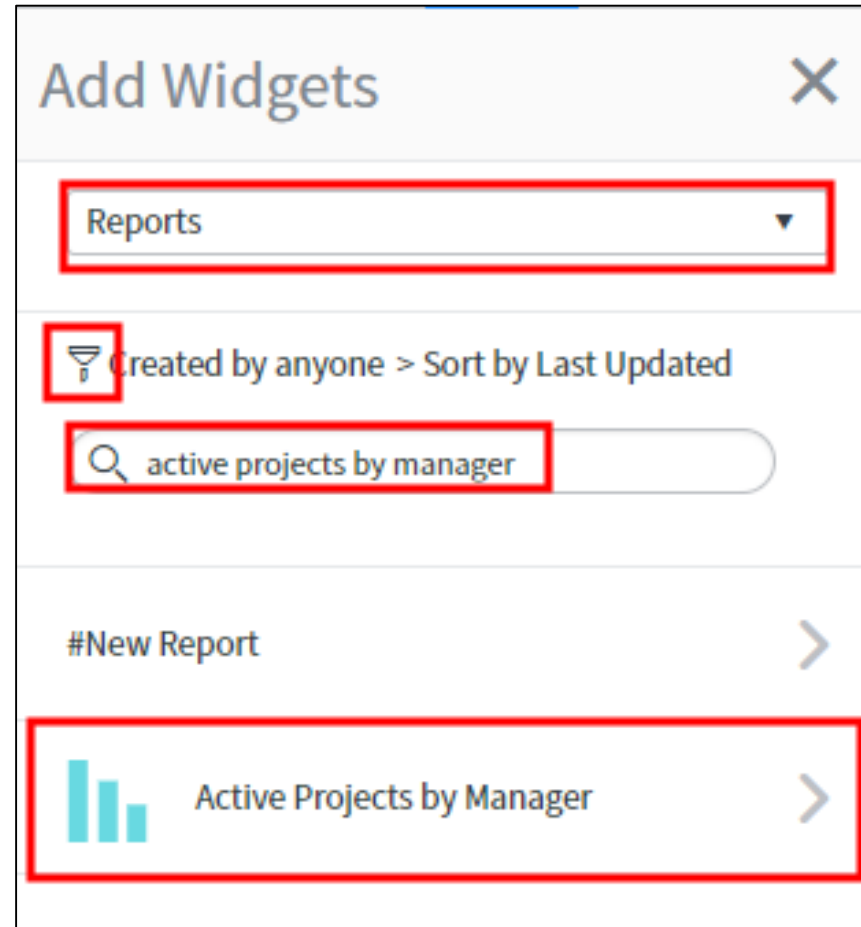 Add Widgets
Reports
Created by anyone > Sort by Last Updated
active projects by manager
#New Report
Active Projects by Manager